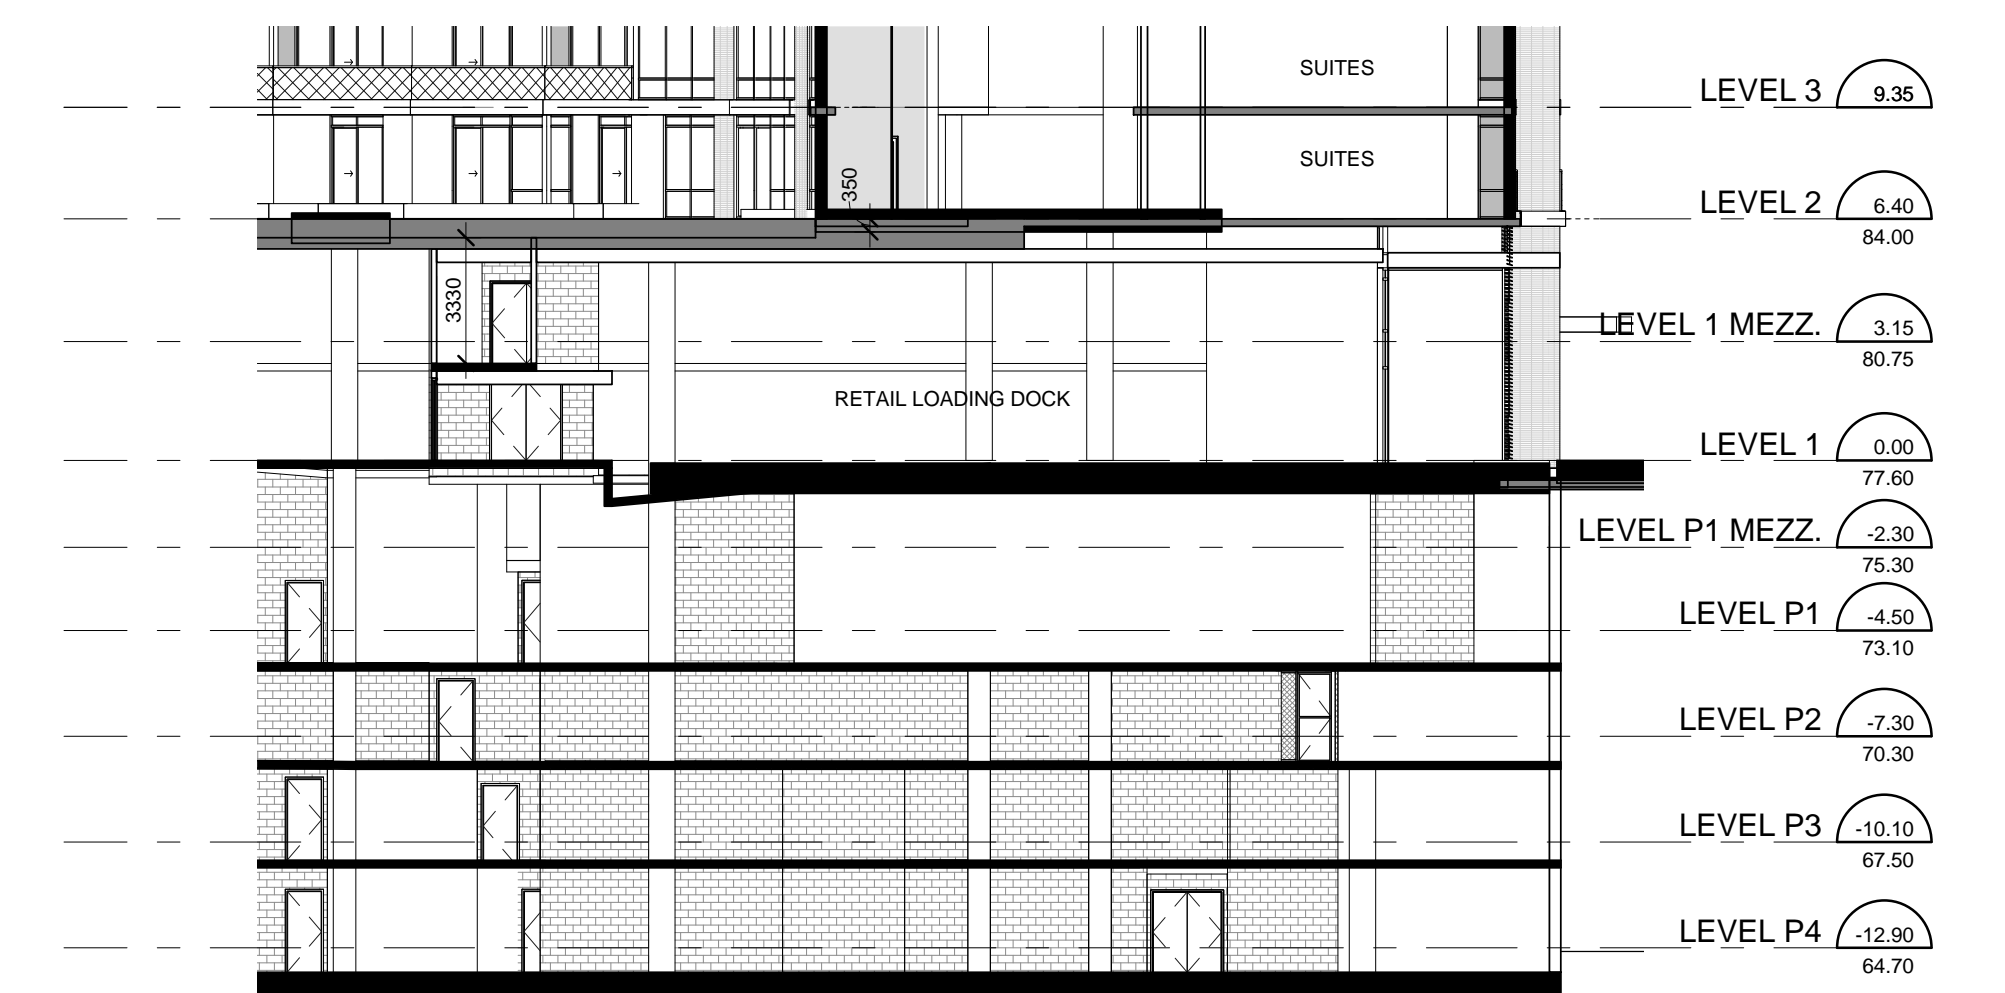 SUITES
LEVEL 3
9.35
SUITES
350
LEVEL 2
6.40
84.00
3330
LEVEL 1 MEZZ.
3.15
80.75
RETAIL LOADING DOCK
LEVEL 1
0.00
77.60
LEVEL P1 MEZZ.
-2.30
75.30
LEVEL P1
-4.50
73.10
LEVEL P2
-7.30
70.30
LEVEL P3
-10.10
67.50
LEVEL P4
-12.90
64.70